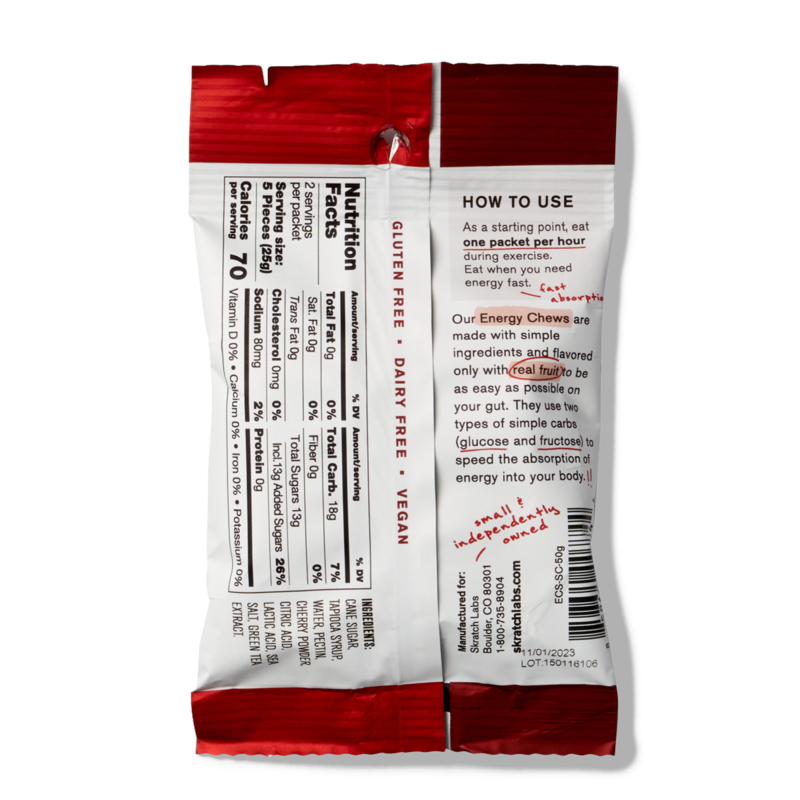 Nutrition
Facts
2 servings
per packet
Serving size:
5 Pieces (25g)
Calories
per serving
70
Amount/serving % DV
Total Fat 0g 0%
Sat. Fat 0g 0%
Trans Fat 0g
Cholesterol 0mg 0%
Sodium 80mg 2%
Amount/serving % DV
Total Carb. 18g 7%
Fiber 0g 0%
Total Sugars 13g
Incl.13g Added Sugars 26%
Protein 0g
Vitamin D 0% • Calcium 0% • Iron 0% • Potassium 0%
INGREDIENTS:
CANE SUGAR,
TAPIOCA SYRUP,
WATER, PECTIN,
CHERRY POWDER
CITRIC ACID,
LACTIC ACID, SEA
SALT, GREEN TEA
EXTRACT.
GLUTEN FREE • DAIRY FREE • VEGAN
HOW TO USE
As a starting point, eat
one packet per hour
during exercise.
Eat when you need
energy fast.
fast
absorption
Our Energy Chews are
made with simple
ingredients and flavored
only with real fruit to be
as easy as possible on
your gut. They use two
types of simple carbs
(glucose and fructose) to
speed the absorption of
energy into your body.!!
small &
independently
owned
Manufactured for:
Skratch Labs
Boulder, CO 80301
1-800-735-8904
skratchlabs.com
ECS-SC-50g
11/01/2023
LOT:150116106